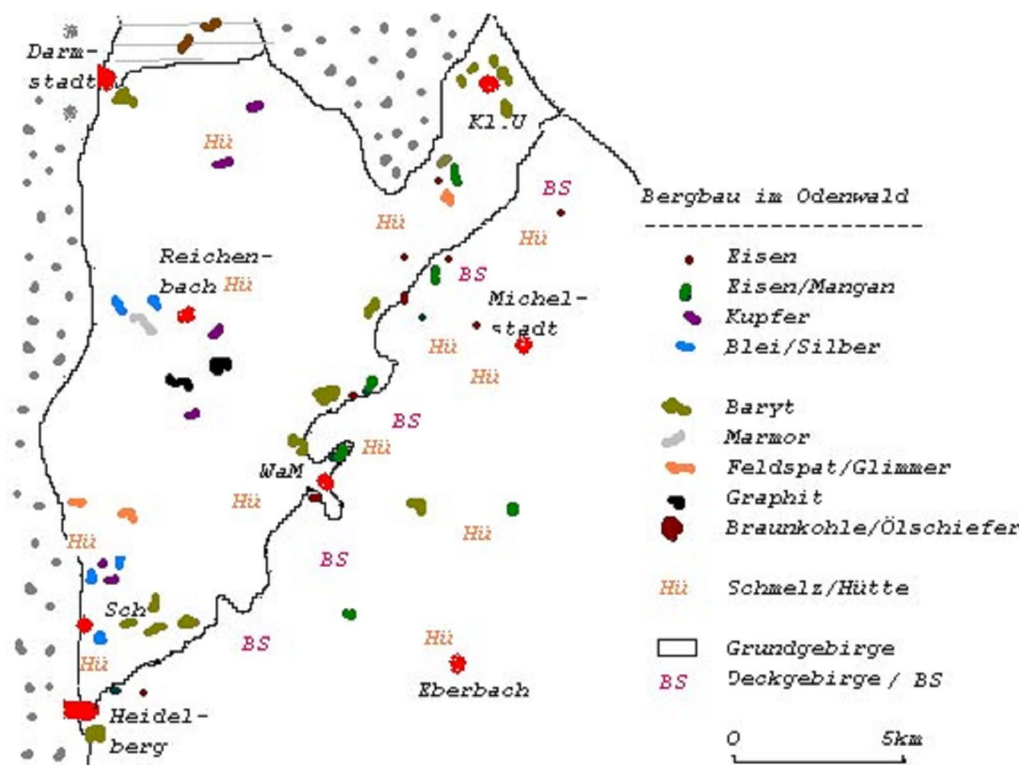 Darm-
stadt
Kl.U
Hü
BS
Bergbau im Odenwald
Hü
Hü
Reichen-
bach
Hü
BS
Michel-
stadt
Hü
Hü
BS
Hü
WaM
Hü
Hü
Hü
BS
Sch
BS
Hü
Hü
Eberbach
Heidel-
berg
Eisen
Eisen/Mangan
Kupfer
Blei/Silber
Baryt
Marmor
Feldspat/Glimmer
Graphit
Braunkohle/Ölschiefer
Hü Schmelz/Hütte
Grundgebirge
BS Deckgebirge / BS
0 5km